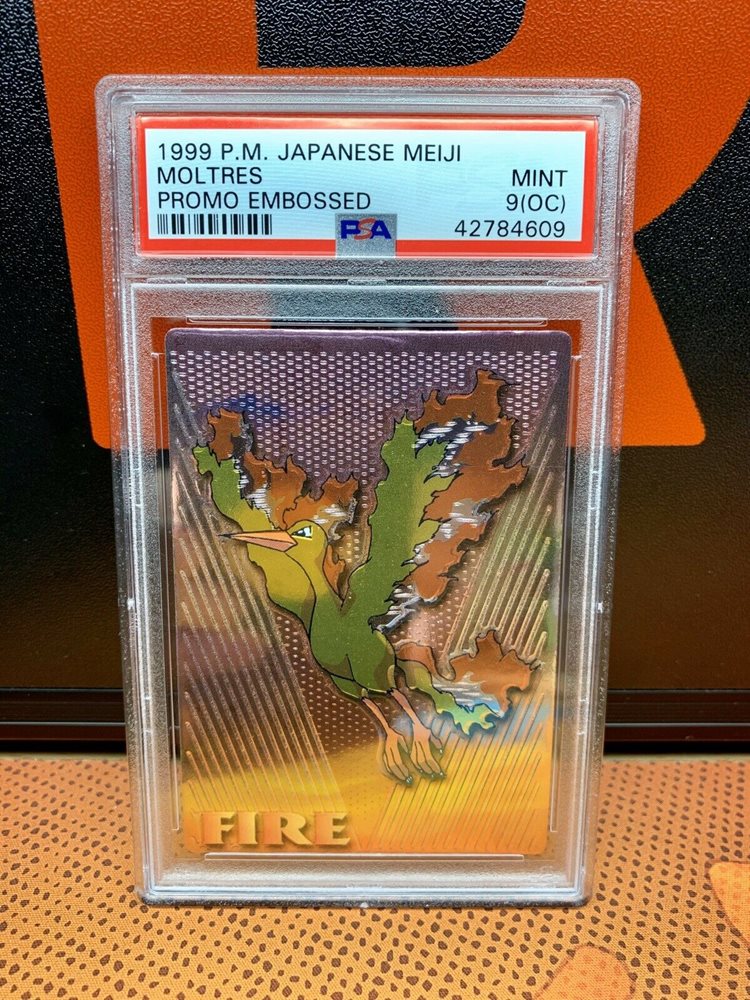 1999 P.M. JAPANESE MEIJI
MOLTRES MINT
PROMO EMBOSSED 9(OC)
PSA 42784609
FIRE